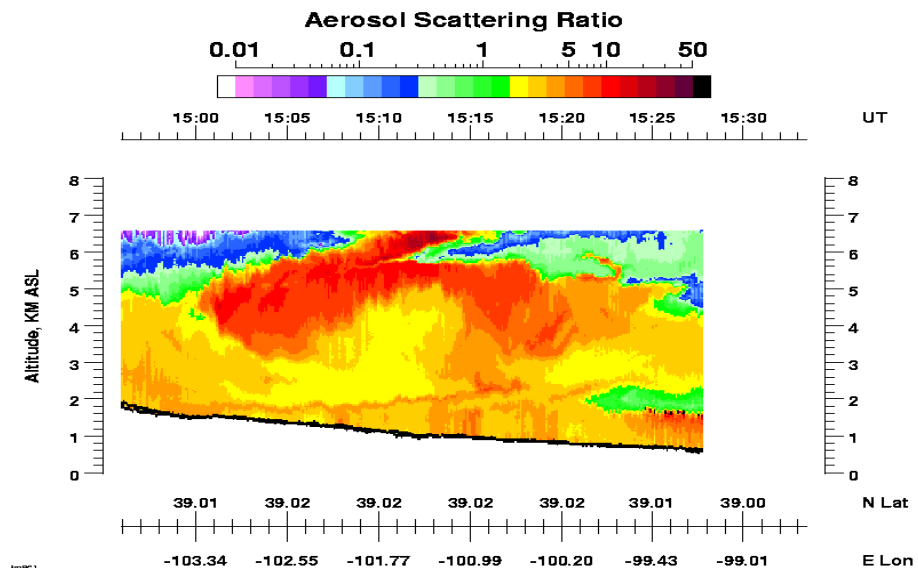 Aerosol Scattering Ratio
0.01 0.1 1 5 10 50
15:00 15:05 15:10 15:15 15:20 15:25 15:30 UT
8 8
7 7
6 6
5 5
4 4
3 3
2 2
1 1
0 0
Altitude, KM ASL
39.01 39.02 39.02 39.02 39.02 39.01 39.00 N Lat
-103.34 -102.55 -101.77 -100.99 -100.20 -99.43 -99.01 E Lon